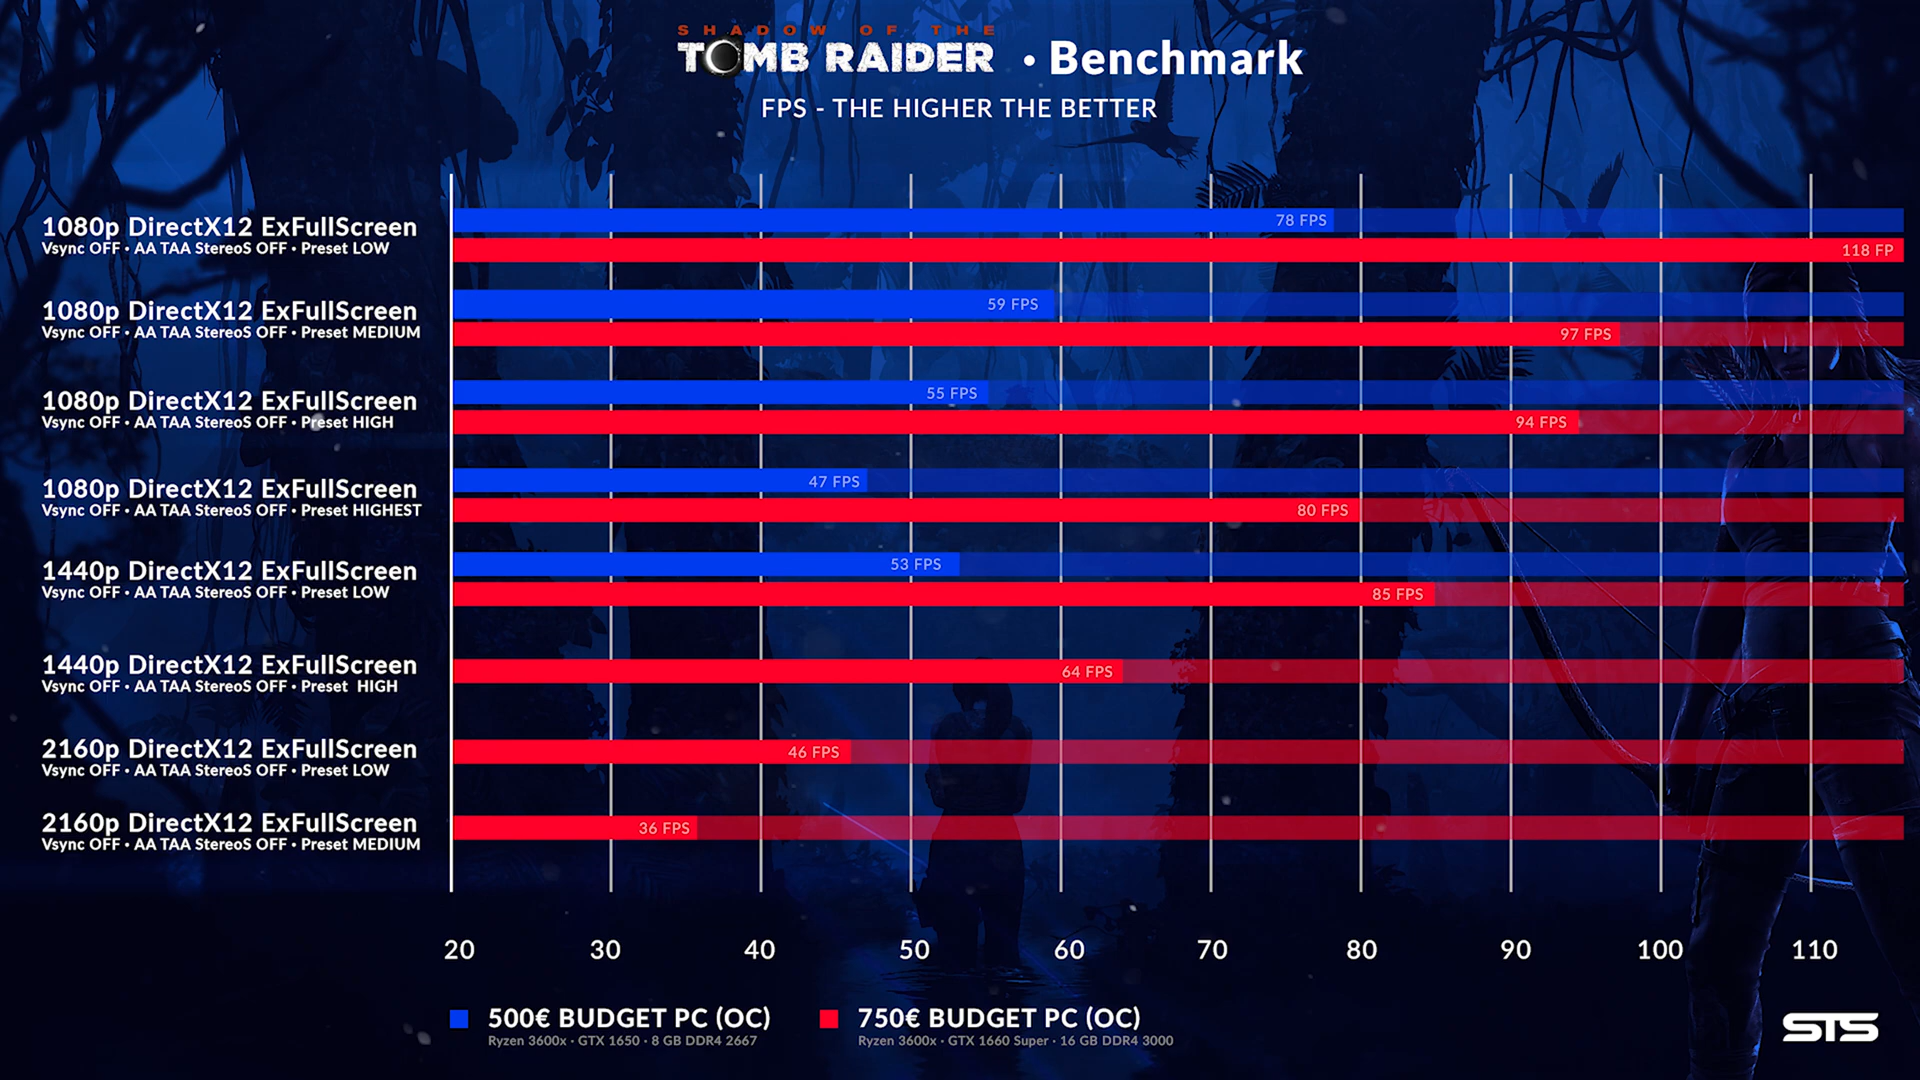 SHADOW OF THE
TOMB RAIDER • Benchmark
FPS - THE HIGHER THE BETTER
1080p DirectX12 ExFullScreen
Vsync OFF • AA TAA StereoS OFF • Preset LOW
78 FPS
118 FP
1080p DirectX12 ExFullScreen
Vsync OFF • AA TAA StereoS OFF • Preset MEDIUM
59 FPS
97 FPS
1080p DirectX12 ExFullScreen
Vsync OFF • AA TAA StereoS OFF • Preset HIGH
55 FPS
94 FPS
1080p DirectX12 ExFullScreen
Vsync OFF • AA TAA StereoS OFF • Preset HIGHEST
47 FPS
80 FPS
1440p DirectX12 ExFullScreen
Vsync OFF • AA TAA StereoS OFF • Preset LOW
53 FPS
85 FPS
1440p DirectX12 ExFullScreen
Vsync OFF • AA TAA StereoS OFF • Preset HIGH
64 FPS
2160p DirectX12 ExFullScreen
Vsync OFF • AA TAA StereoS OFF • Preset LOW
46 FPS
2160p DirectX12 ExFullScreen
Vsync OFF • AA TAA StereoS OFF • Preset MEDIUM
36 FPS
20 30 40 50 60 70 80 90 100 110
500€ BUDGET PC (OC)
Ryzen 3600x • GTX 1650 • 8 GB DDR4 2667
750€ BUDGET PC (OC)
Ryzen 3600x • GTX 1660 Super • 16 GB DDR4 3000
STS